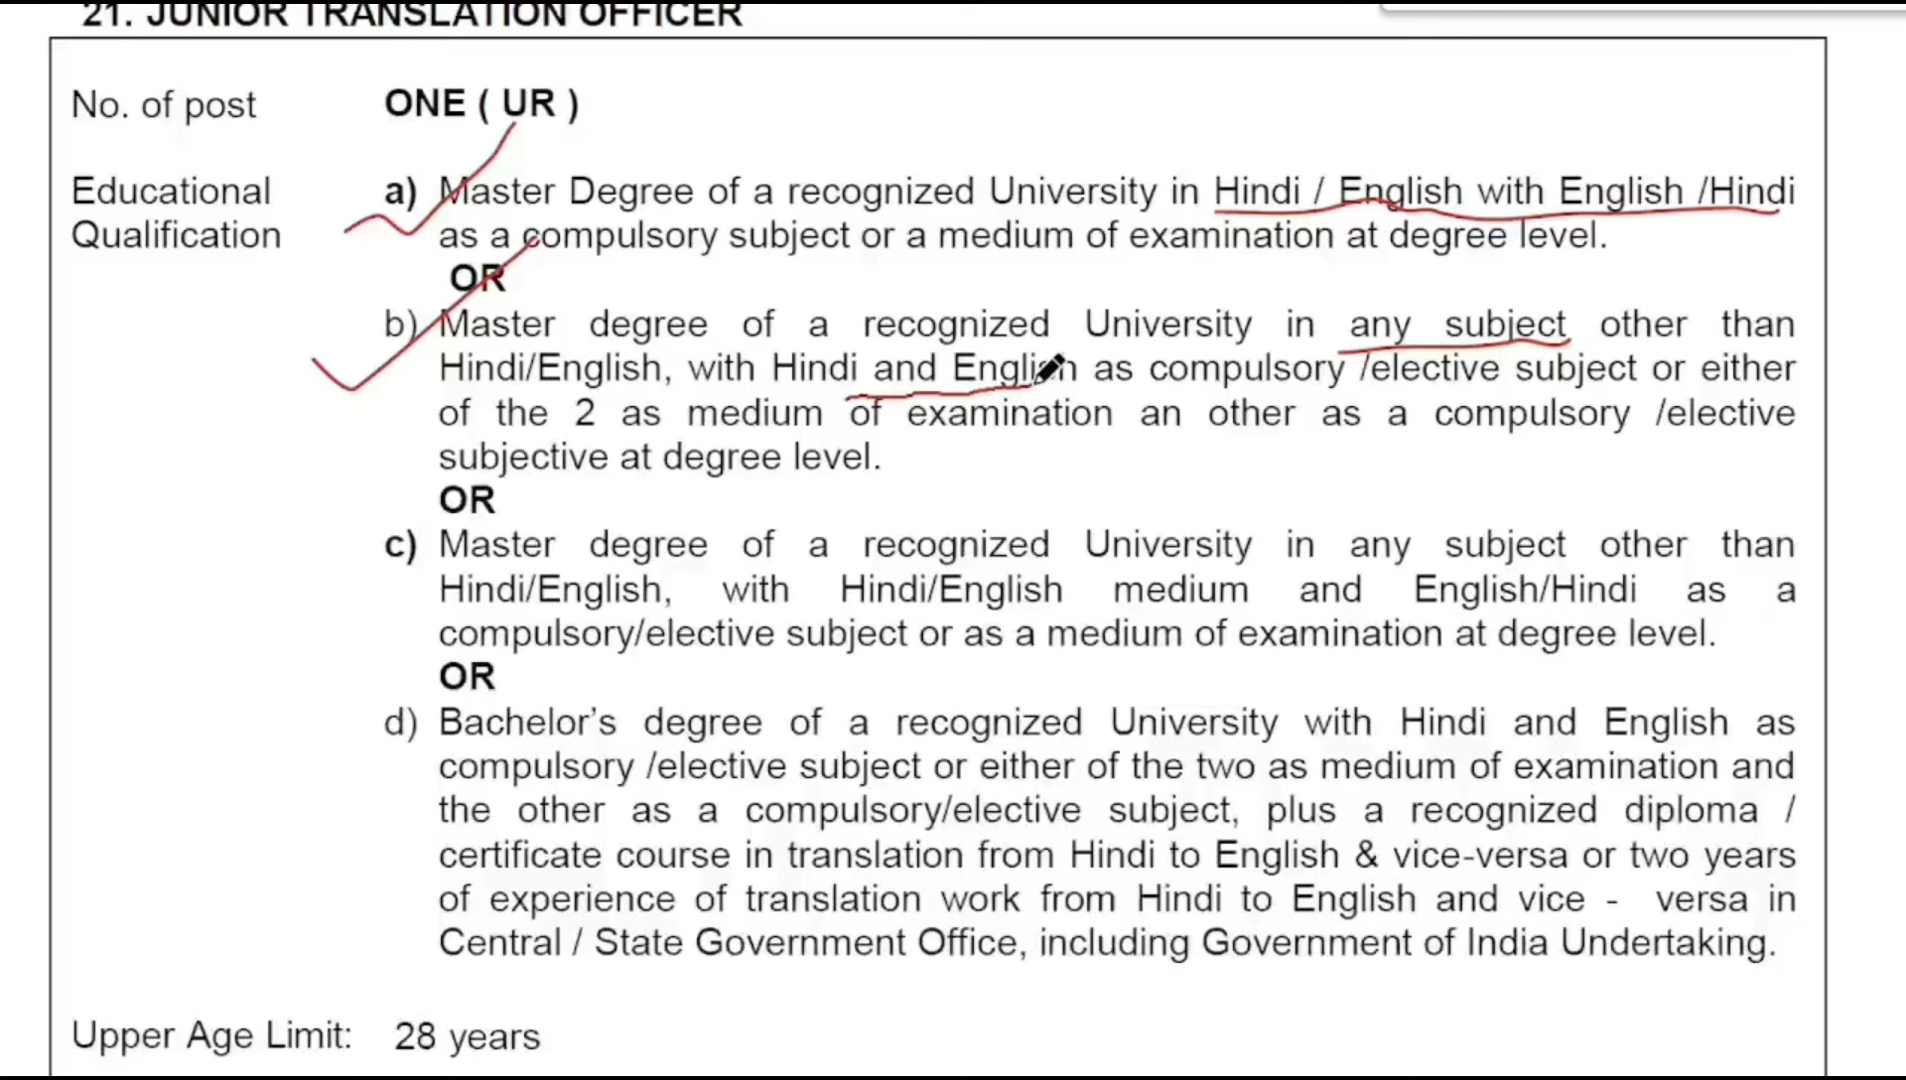 21. JUNIOR TRANSLATION OFFICER
No. of post ONE ( UR )
Educational a) Master Degree of a recognized University in Hindi / English with English /Hindi
Qualification as a compulsory subject or a medium of examination at degree level.
OR
b) Master degree of a recognized University in any subject other than
Hindi/English, with Hindi and English as compulsory /elective subject or either
of the 2 as medium of examination an other as a compulsory /elective
subjective at degree level.
OR
c) Master degree of a recognized University in any subject other than
Hindi/English, with Hindi/English medium and English/Hindi as a
compulsory/elective subject or as a medium of examination at degree level.
OR
d) Bachelor’s degree of a recognized University with Hindi and English as
compulsory /elective subject or either of the two as medium of examination and
the other as a compulsory/elective subject, plus a recognized diploma /
certificate course in translation from Hindi to English & vice-versa or two years
of experience of translation work from Hindi to English and vice - versa in
Central / State Government Office, including Government of India Undertaking.
Upper Age Limit: 28 years